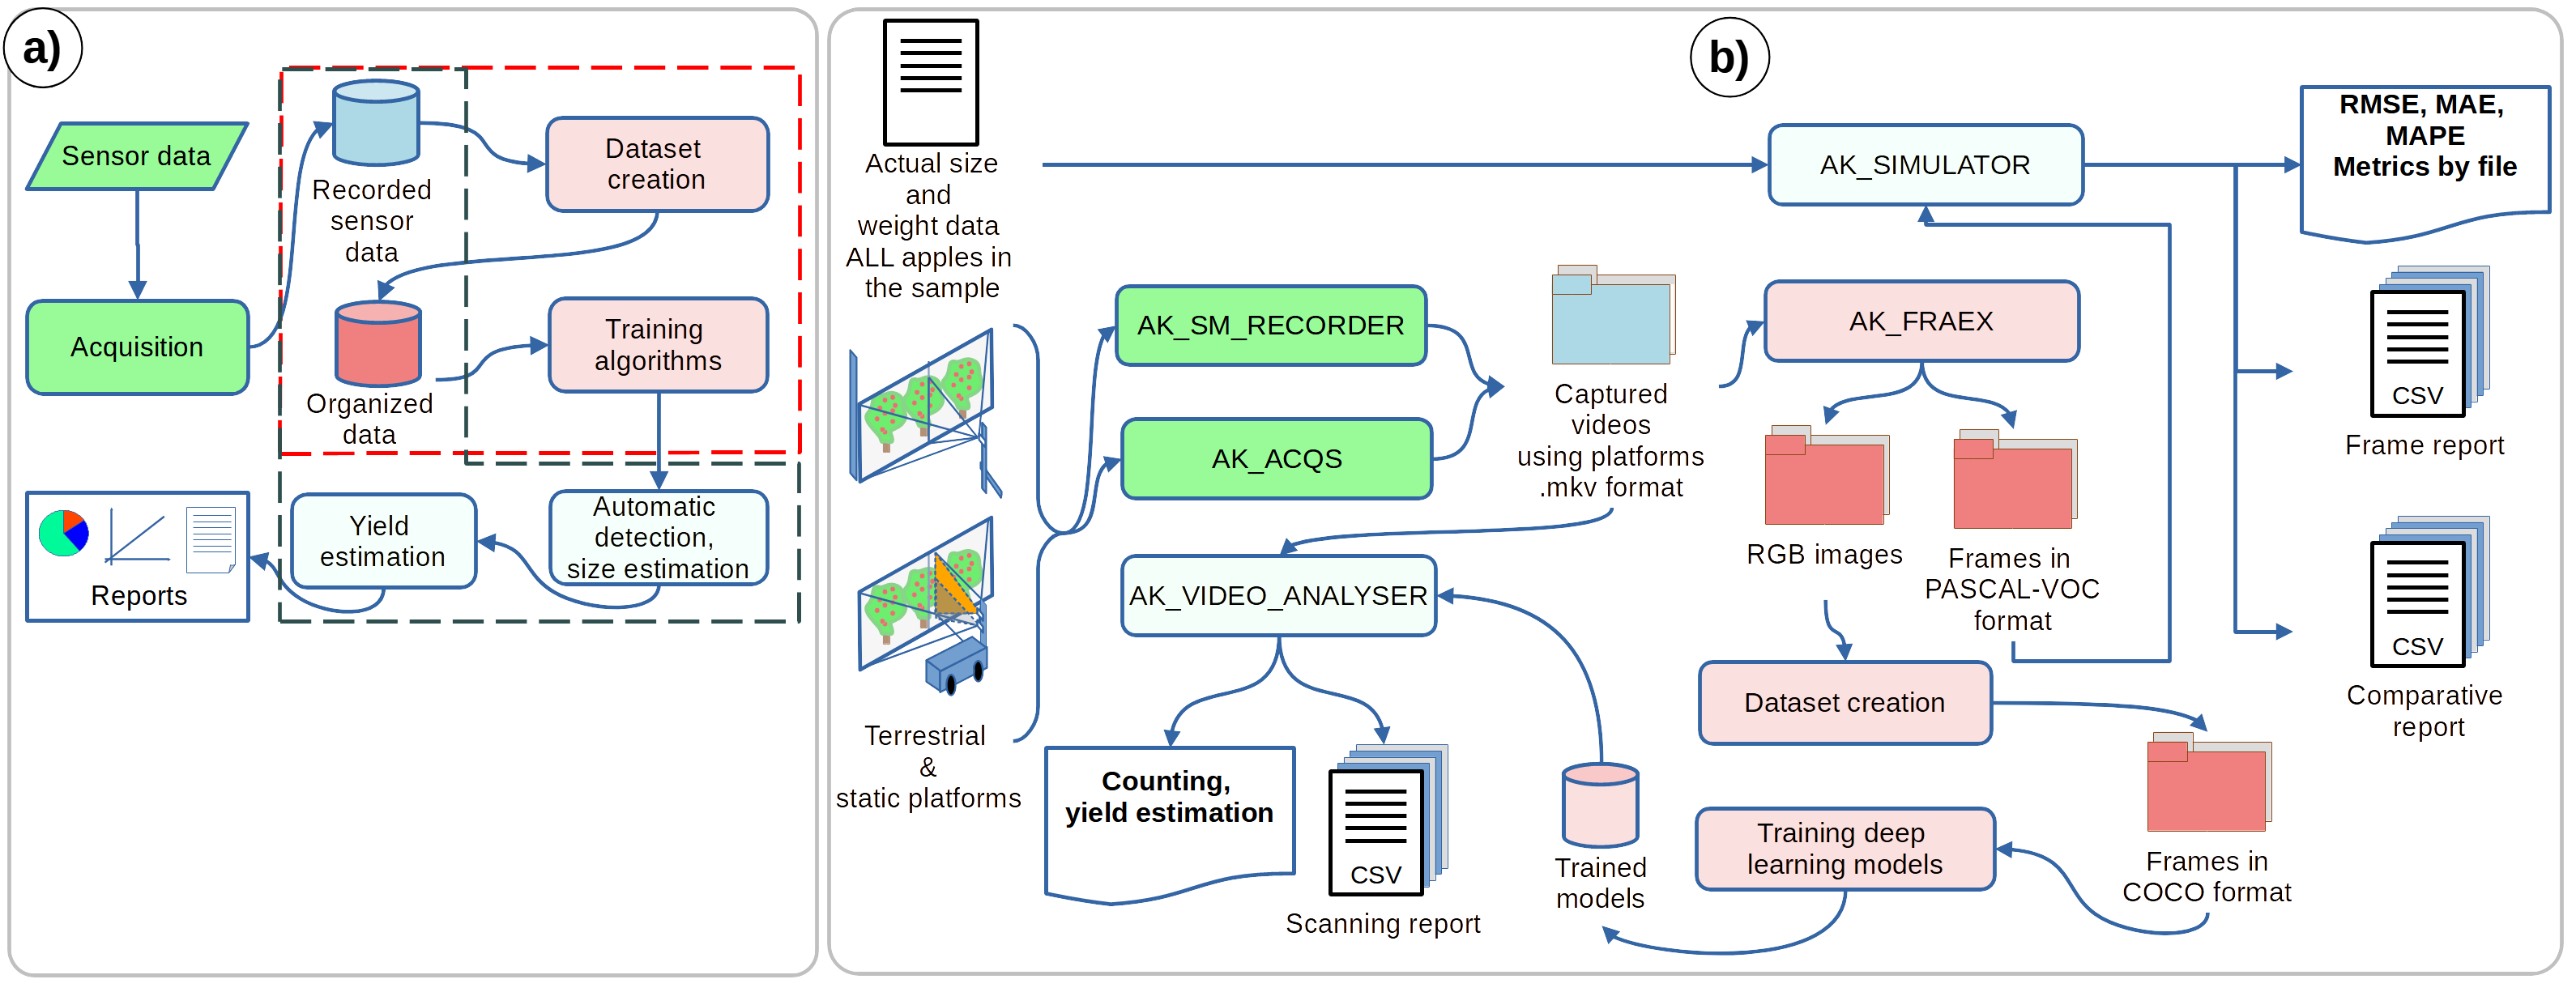 a)
Sensor data
Acquisition
Recorded
sensor
data
Organized
data
Dataset
creation
Training
algorithms
Automatic
detection,
size estimation
Yield
estimation
Reports
b)
Actual size
and
weight data
ALL apples in
the sample
Terrestrial
&
static platforms
AK_SM_RECORDER
AK_ACQS
AK_VIDEO_ANALYSER
Counting,
yield estimation
CSV
Scanning report
Captured
videos
using platforms
.mkv format
Trained
models
AK_SIMULATOR
AK_FRAEX
RGB images
Frames in
PASCAL-VOC
format
Dataset creation
Training deep
learning models
Frames in
COCO format
RMSE, MAE,
MAPE
Metrics by file
CSV
Frame report
CSV
Comparative
report